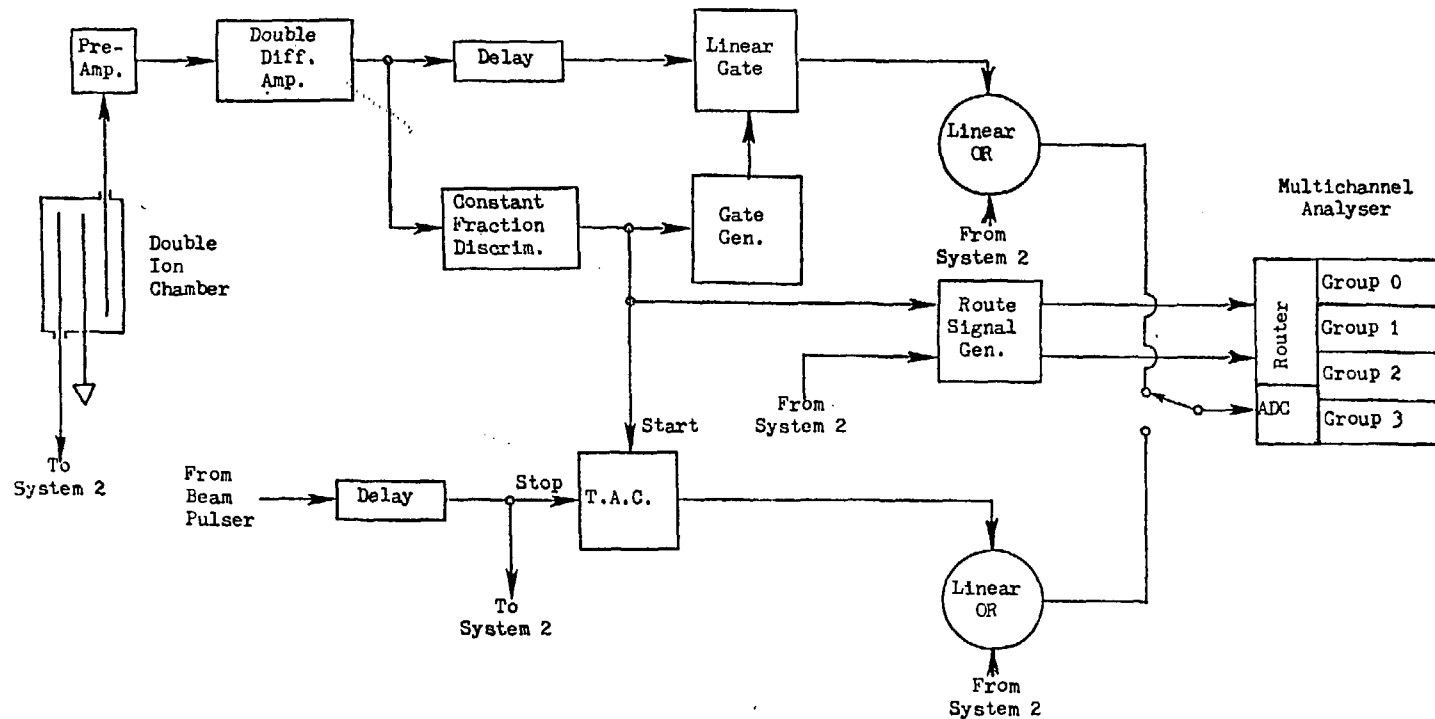 Pre-
Amp.
Double
Diff.
Amp.
Delay
Linear
Gate
Linear
OR
Constant
Fraction
Discrim.
Gate
Gen.
From
System 2
Multichannel
Analyser
Double
Ion
Chamber
Route
Signal
Gen.
Router
Group 0
Group 1
Group 2
Group 3
ADC
From
System 2
Start
To
System 2
From
Beam
Pulser
Delay
Stop
T.A.C.
To
System 2
Linear
OR
From
System 2